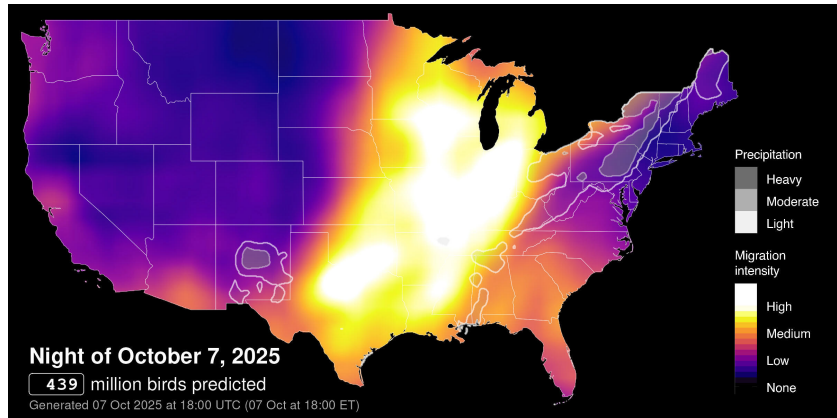 Precipitation
Heavy
Moderate
Light
Migration
intensity
High
Medium
Low
None
Night of October 7, 2025
439 million birds predicted
Generated 07 Oct 2025 at 18:00 UTC (07 Oct at 18:00 ET)